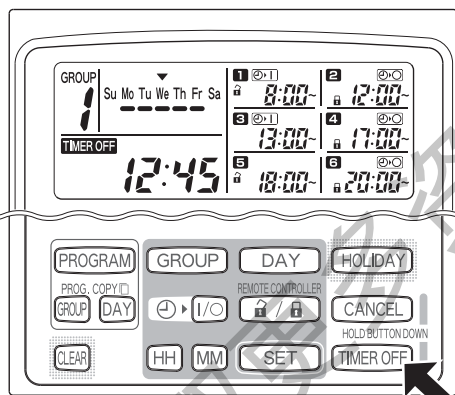 GROUP 1
Su Mo Tu We Th Fr Sa
TIMER OFF
12:45
1 8:00~
2 12:00~
3 13:00~
4 17:00~
5 18:00~
6 20:00~
PROGRAM GROUP DAY HOLIDAY
PROG. COPY
REMOTE CONTROLLER
GROUP DAY I/O / CANCEL
HOLD BUTTON DOWN
CLEAR HH MM SET TIMER OFF